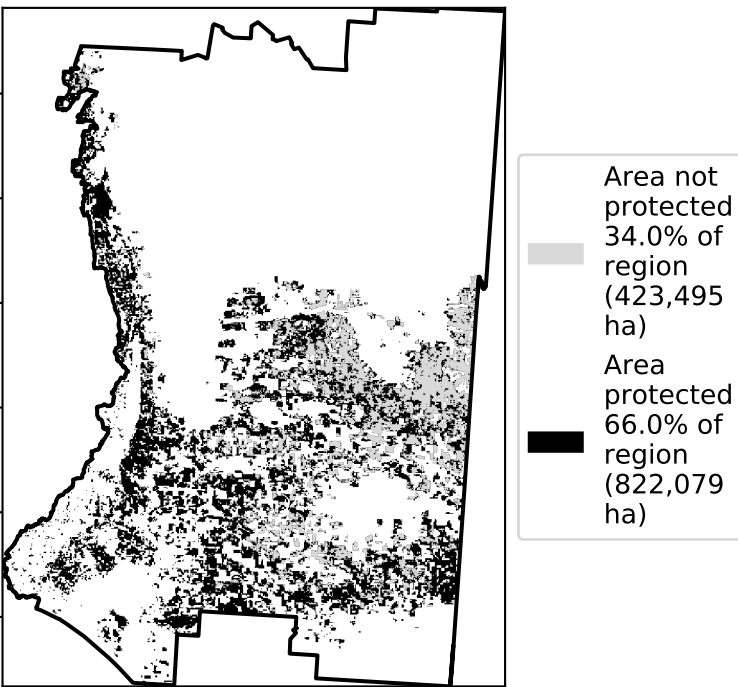 Area not
protected
34.0% of
region
(423,495
ha)
Area
protected
66.0% of
region
(822,079
ha)